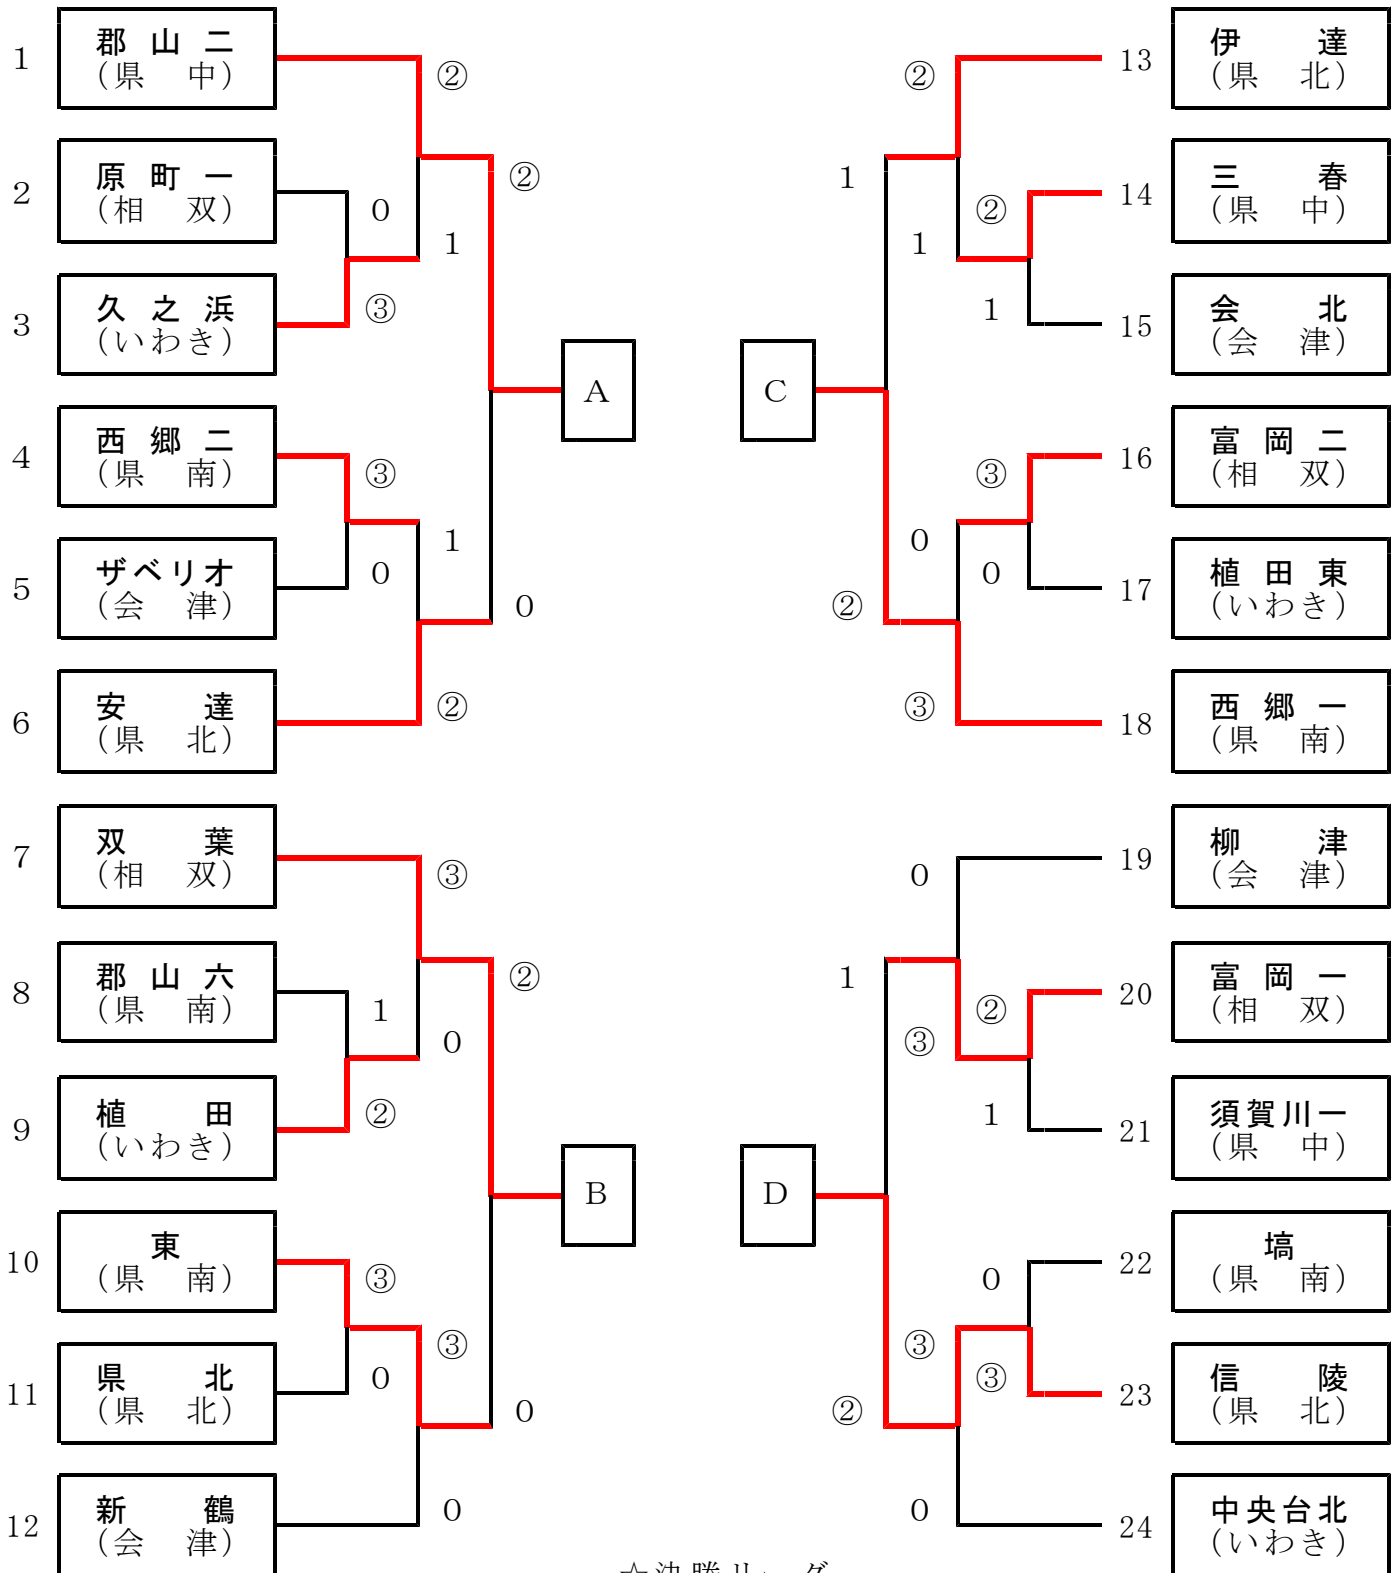 1 郡山二
(県 中)
②
2 原町一
(相 双)
0
②
1
3 久之浜
(いわき)
③
A
4 西郷二
(県 南)
③
1
5 ザベリオ
(会 津)
0
0
6 安達
(県 北)
②
7 双葉
(相 双)
③
②
8 郡山六
(県 南)
1
0
9 植田
(いわき)
②
B
10 東
(県 南)
③
③
11 県北
(県 北)
0
0
12 新鶴
(会 津)
0
② 13 伊達
(県 北)
1
② 14 三春
(県 中)
1
1 15 会北
(会 津)
C
③ 16 富岡二
(相 双)
0
0 17 植田東
(いわき)
②
③ 18 西郷一
(県 南)
0 19 柳津
(会 津)
1
② 20 富岡一
(相 双)
③
1 21 須賀川一
(県 中)
D
0 22 塙
(県 南)
③
③ 23 信陵
(県 北)
②
0 24 中央台北
(いわき)
☆決勝リーグ